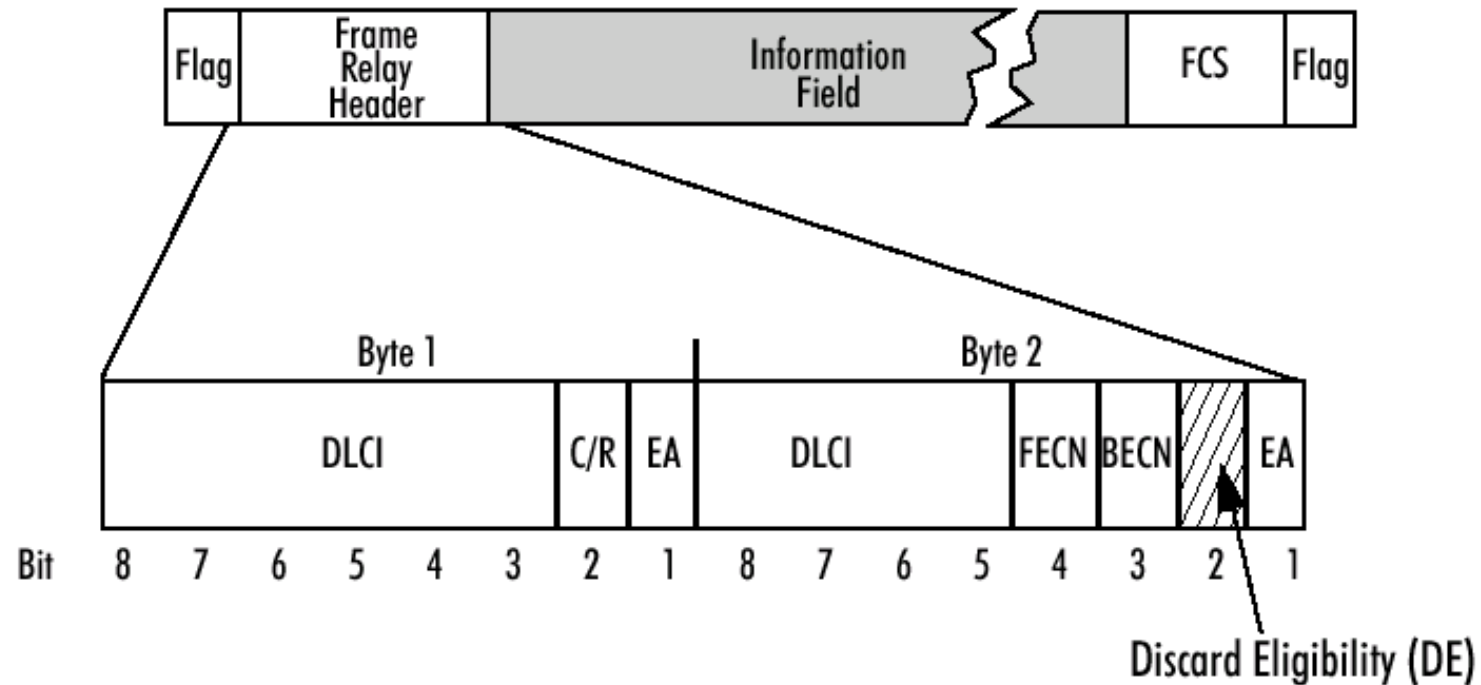 Flag
Frame
Relay
Header
Information
Field
FCS
Flag
Byte 1
Byte 2
DLCI
C/R
EA
DLCI
FECN
BECN
EA
Bit 8 7 6 5 4 3 2 1 8 7 6 5 4 3 2 1
Discard Eligibility (DE)